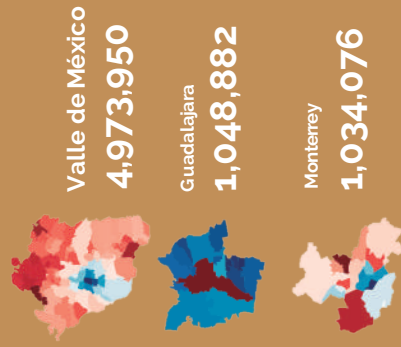 Valle de México
4,973,950
Guadalajara
1,048,882
Monterrey
1,034,076